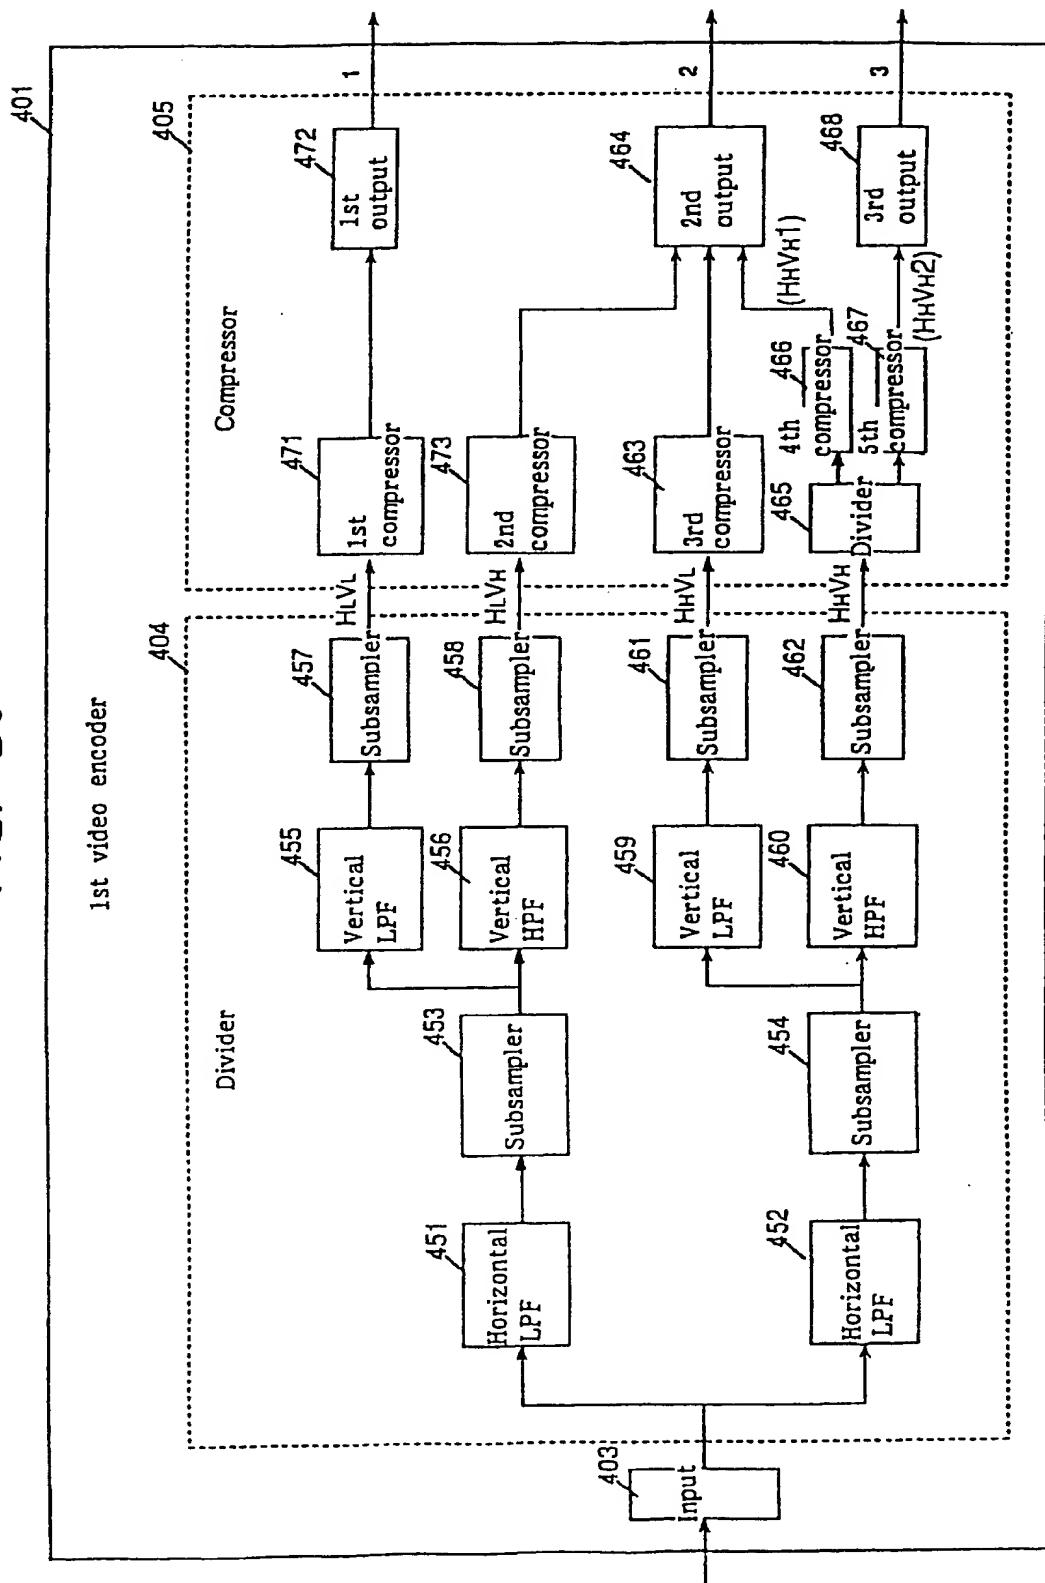 401
1st video encoder
404
Divider
405
Compressor
403
Input
451
Horizontal
LPF
452
Horizontal
LPF
453
Subsampler
454
Subsampler
455
Vertical
LPF
456
Vertical
HPF
459
Vertical
LPF
460
Vertical
HPF
457
Subsampler
458
Subsampler
461
Subsampler
462
Subsampler
HLVL
HLVH
HHVL
HHVH
471
1st
compressor
473
2nd
compressor
463
3rd
compressor
465
Divider
466
4th
compressor
467
5th
compressor
(HHVH1)
(HHVH2)
472
1st
output
464
2nd
output
468
3rd
output
1
2
3